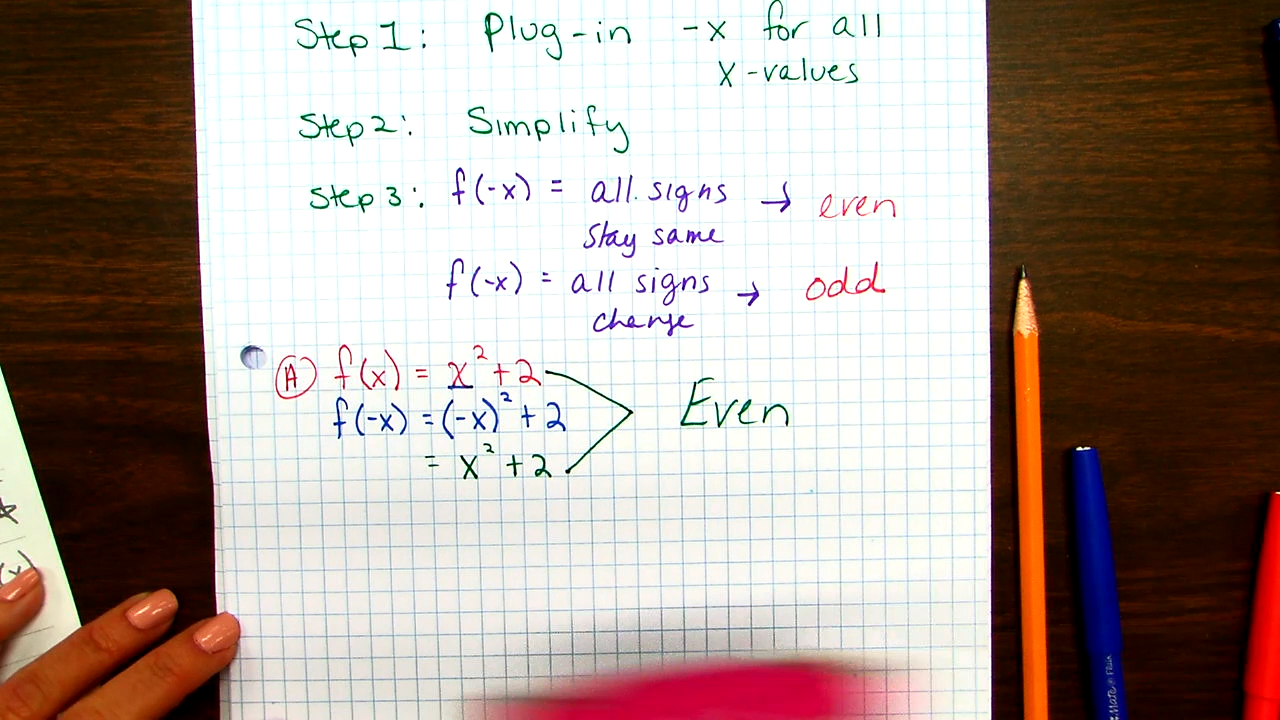 Step 1: Plug-in -x for all
x-values
Step 2: Simplify
Step 3: f(-x) = all signs → even
stay same
f(-x) = all signs → odd
change
(A) f(x) = x² + 2
f(-x) = (-x)² + 2
Even
= x² + 2
(x)
Mate